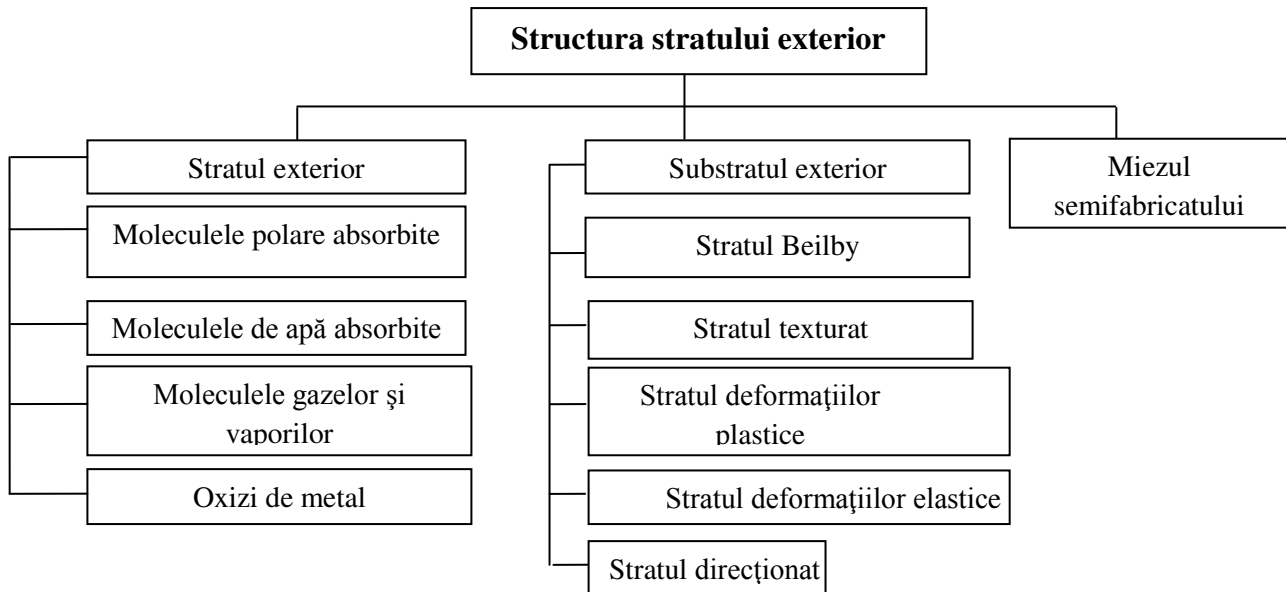 Structura stratului exterior
Stratul exterior
Moleculele polare absorbite
Moleculele de apă absorbite
Moleculele gazelor şi
vaporilor
Oxizi de metal
Substratul exterior
Stratul Beilby
Stratul texturat
Stratul deformaţiilor
plastice
Stratul deformaţiilor elastice
Stratul direcţionat
Miezul
semifabricatului